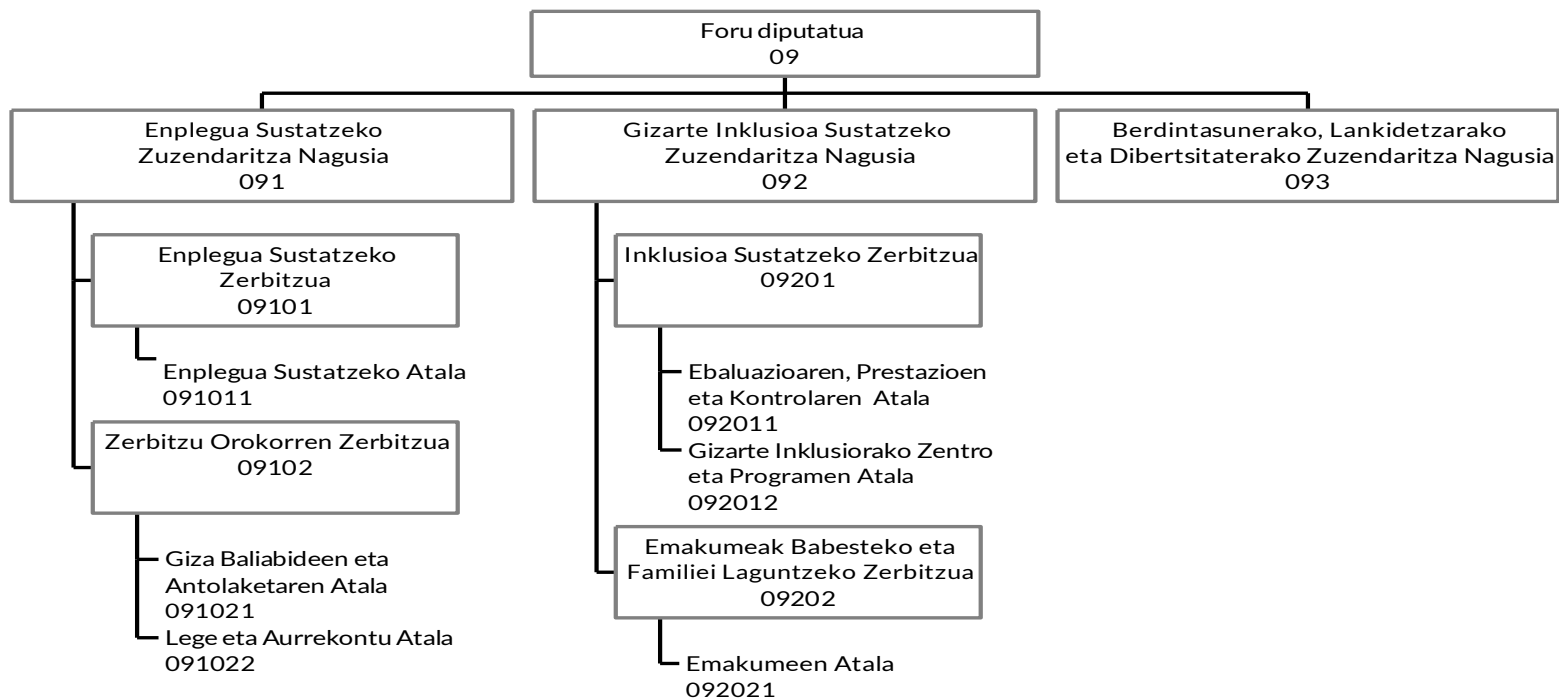 Foru diputatua
09
Enplegua Sustatzeko
Zuzendaritza Nagusia
091
Gizarte Inklusioa Sustatzeko
Zuzendaritza Nagusia
092
Berdintasunerako, Lankidetzarako
eta Dibertsitaterako Zuzendaritza Nagusia
093
Enplegua Sustatzeko
Zerbitzua
09101
Enplegua Sustatzeko Atala
091011
Zerbitzu Orokorren Zerbitzua
09102
Giza Baliabideen eta
Antolaketaren Atala
091021
Lege eta Aurrekontu Atala
091022
Inklusioa Sustatzeko Zerbitzua
09201
Ebaluazioaren, Prestazioen
eta Kontrolaren Atala
092011
Gizarte Inklusiorako Zentro
eta Programen Atala
092012
Emakumeak Babesteko eta
Familiei Laguntzeko Zerbitzua
09202
Emakumeen Atala
092021